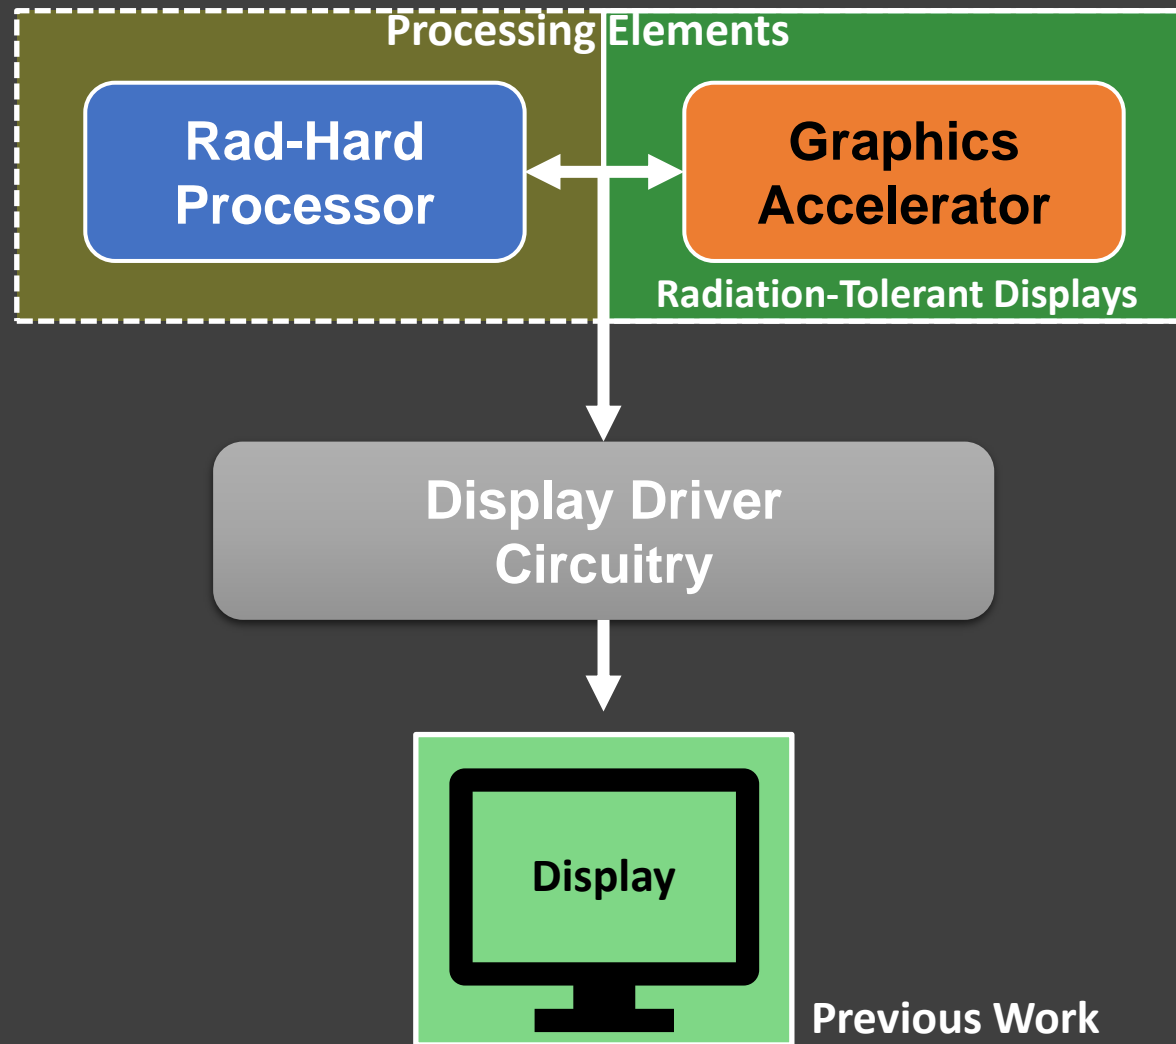 Processing Elements
Rad-Hard
Processor
Graphics
Accelerator
Radiation-Tolerant Displays
Display Driver
Circuitry
Display
Previous Work